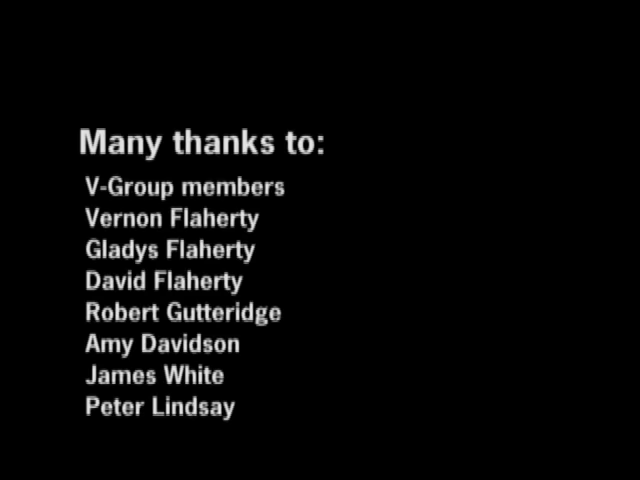 Many thanks to:
V-Group members
Vernon Flaherty
Gladys Flaherty
David Flaherty
Robert Gutteridge
Amy Davidson
James White
Peter Lindsay